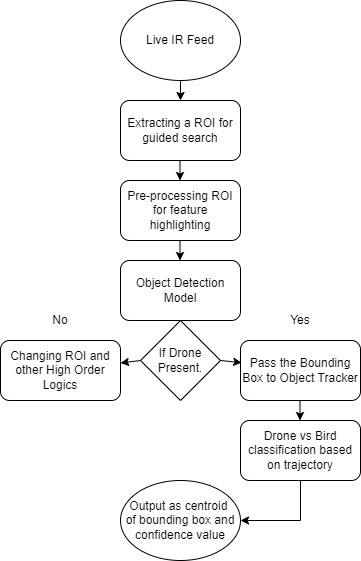 Live IR Feed
Extracting a ROI for
guided search
Pre-processing ROI
for feature
highlighting
Object Detection
Model
No
Yes
If Drone
Present.
Changing ROI and
other High Order
Logics
Pass the Bounding
Box to Object Tracker
Drone vs Bird
classification based
on trajectory
Output as centroid
of bounding box and
confidence value